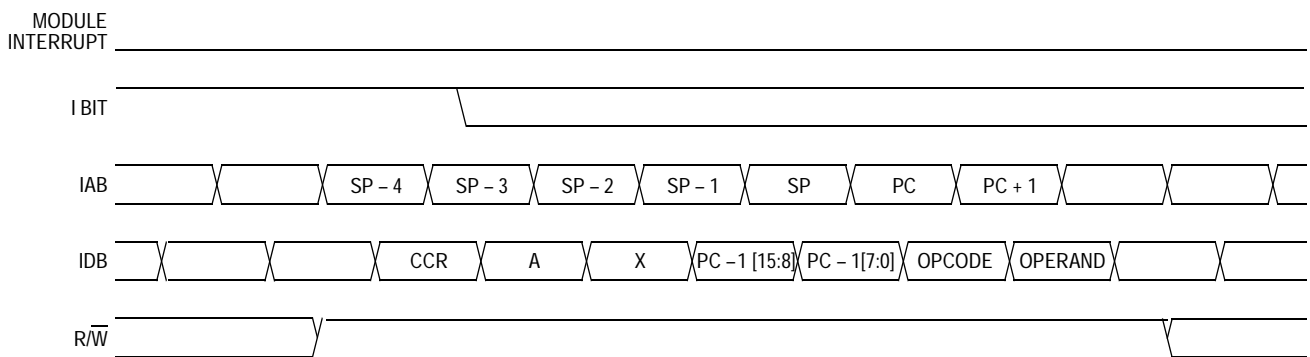 MODULE
INTERRUPT
I BIT
IAB SP – 4 SP – 3 SP – 2 SP – 1 SP PC PC + 1
IDB CCR A X PC –1 [15:8] PC – 1[7:0] OPCODE OPERAND
R/W̅